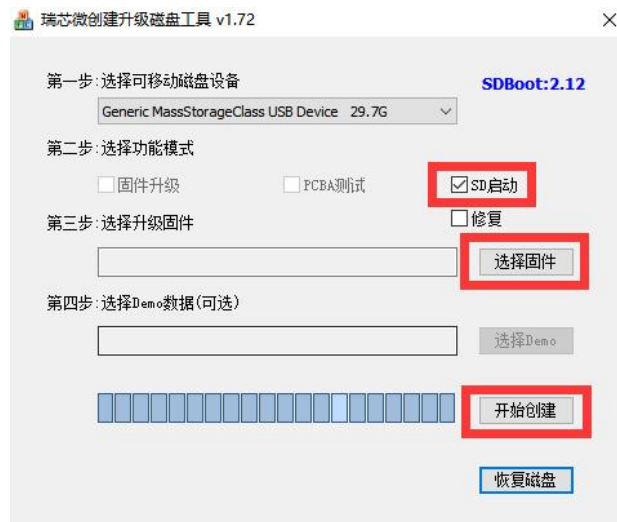 瑞芯微创建升级磁盘工具 v1.72
第一步:选择可移动磁盘设备
SDBoot:2.12
Generic MassStorageClass USB Device 29.7G
第二步:选择功能模式
固件升级 PCBA测试 SD启动
修复
第三步:选择升级固件
选择固件
第四步:选择Demo数据(可选)
选择Demo
开始创建
恢复磁盘